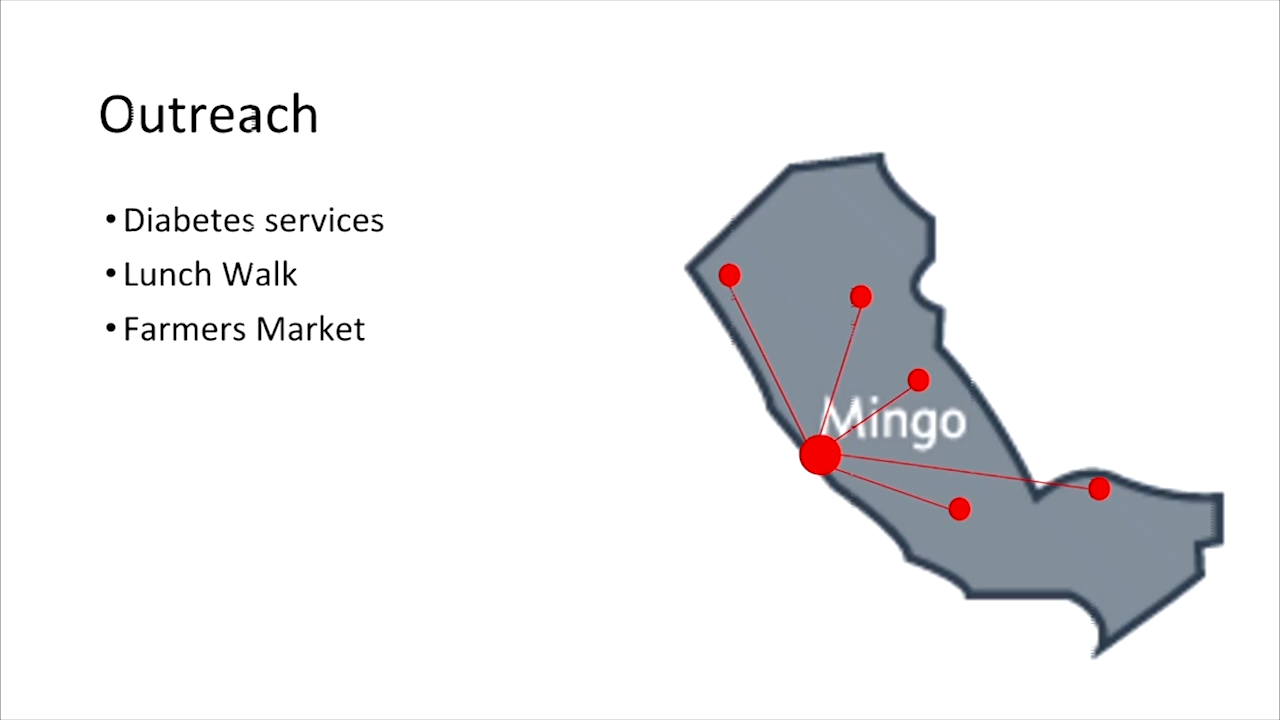 Outreach
• Diabetes services
• Lunch Walk
• Farmers Market
Mingo